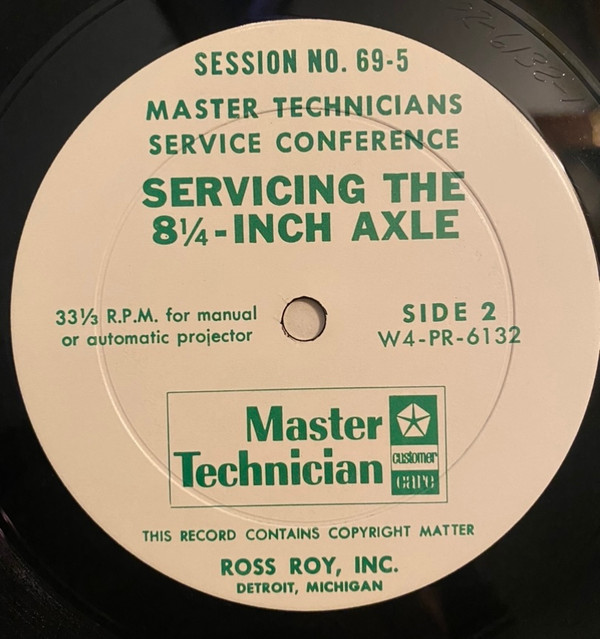 SESSION NO. 69-5
MASTER TECHNICIANS
SERVICE CONFERENCE
SERVICING THE
8¼-INCH AXLE
33⅓ R.P.M. for manual
or automatic projector
SIDE 2
W4-PR-6132
Master
Technician
customer
care
THIS RECORD CONTAINS COPYRIGHT MATTER
ROSS ROY, INC.
DETROIT, MICHIGAN